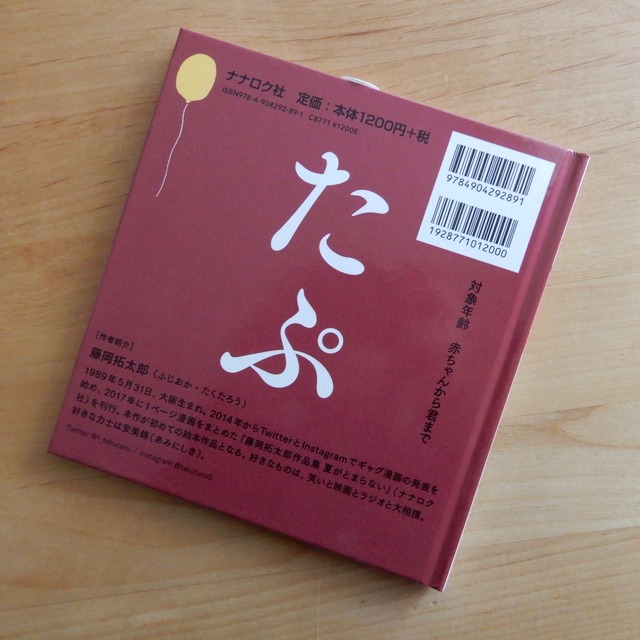 ナナロク社 定価：本体1200円+税
ISBN978-4-904292-89-1 C8771 ¥1200E
9784904292891
1928771012000
たぷ
対象年齢 赤ちゃんから君まで
［作者紹介］
藤岡拓太郎（ふじおか・たくたろう）
1989年5月31日、大阪生まれ。2014年からTwitterとInstagramでギャグ漫画の発表を
始め、2017年に1ページ漫画をまとめた『藤岡拓太郎作品集 夏がとまらない』（ナナロク
社）を刊行。本作が初めての絵本作品となる。好きなものは、笑いと映画とラジオと大相撲。
好きな力士は安美錦（あみにしき）。
Twitter @f_takutaro / Instagram @takutaro5